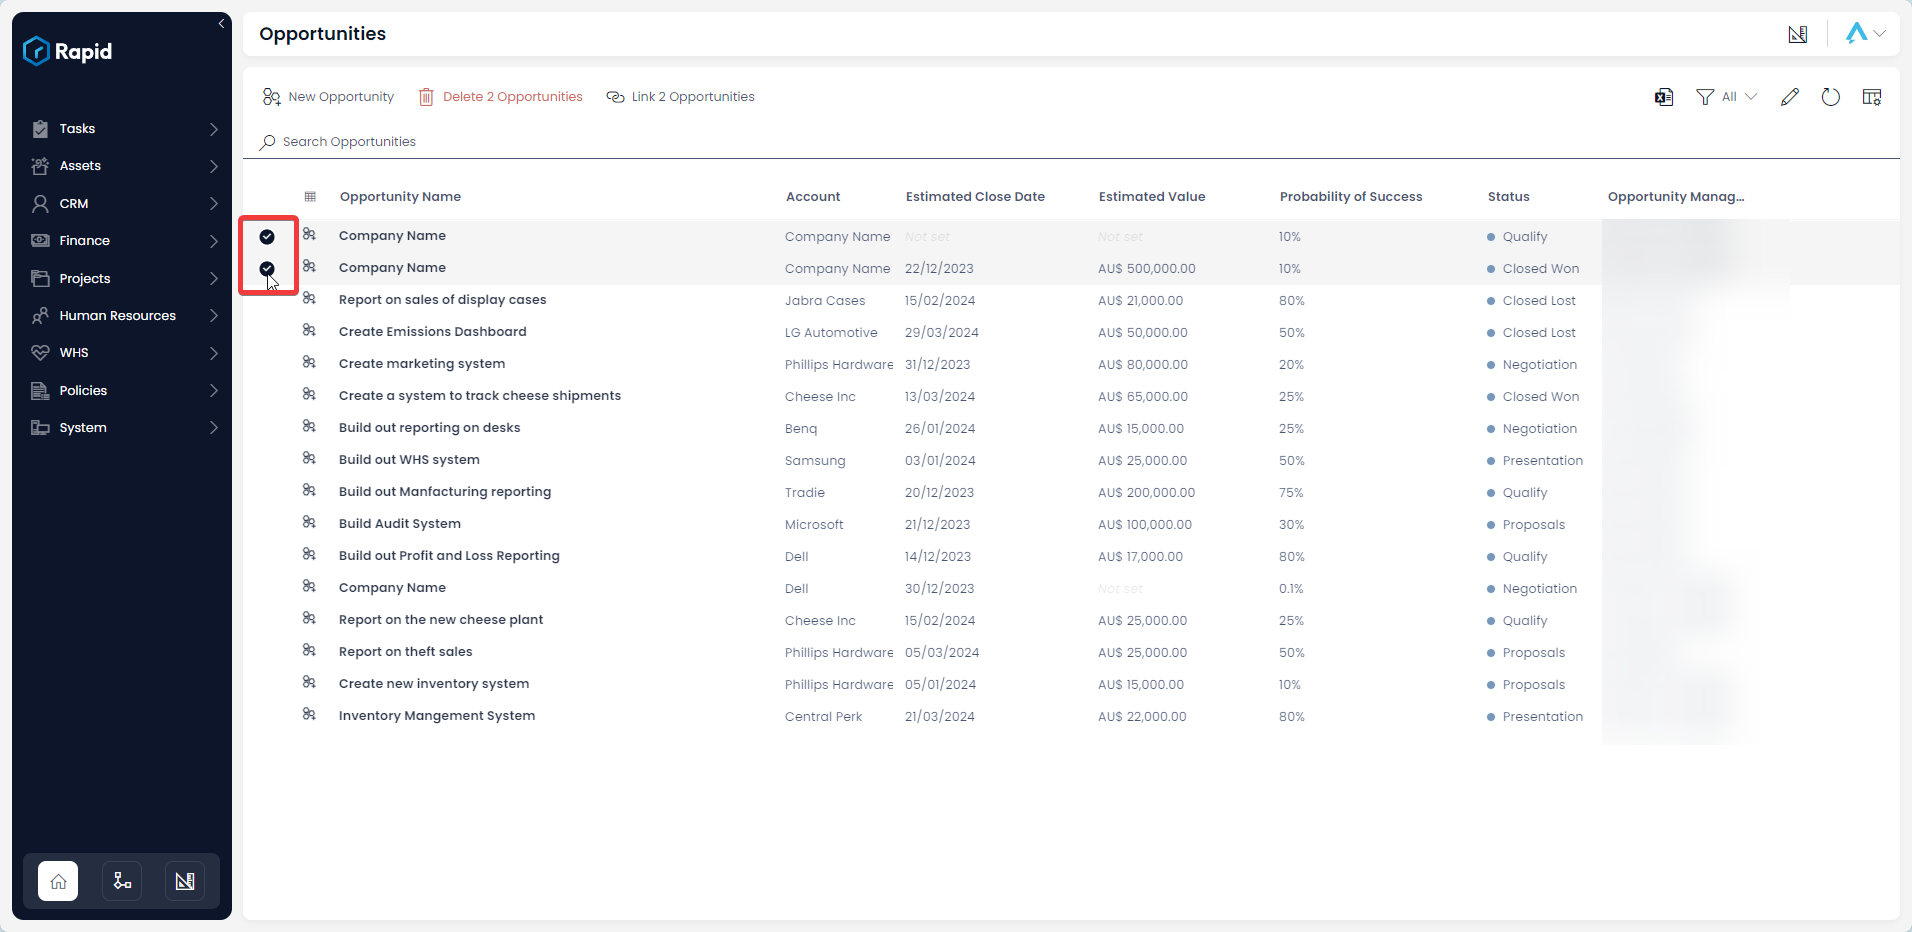 Rapid
Opportunities
New Opportunity Delete 2 Opportunities Link 2 Opportunities All
Search Opportunities
Tasks
Assets
CRM
Finance
Projects
Human Resources
WHS
Policies
System
Opportunity Name Account Estimated Close Date Estimated Value Probability of Success Status Opportunity Manag...
Company Name Company Name Not set Not set 10% Qualify
Company Name Company Name 22/12/2023 AU$ 500,000.00 10% Closed Won
Report on sales of display cases Jabra Cases 15/02/2024 AU$ 21,000.00 80% Closed Lost
Create Emissions Dashboard LG Automotive 29/03/2024 AU$ 50,000.00 50% Closed Lost
Create marketing system Phillips Hardware 31/12/2023 AU$ 80,000.00 20% Negotiation
Create a system to track cheese shipments Cheese Inc 13/03/2024 AU$ 65,000.00 25% Closed Won
Build out reporting on desks Benq 26/01/2024 AU$ 15,000.00 25% Negotiation
Build out WHS system Samsung 03/01/2024 AU$ 25,000.00 50% Presentation
Build out Manfacturing reporting Tradie 20/12/2023 AU$ 200,000.00 75% Qualify
Build Audit System Microsoft 21/12/2023 AU$ 100,000.00 30% Proposals
Build out Profit and Loss Reporting Dell 14/12/2023 AU$ 17,000.00 80% Qualify
Company Name Dell 30/12/2023 Not set 0.1% Negotiation
Report on the new cheese plant Cheese Inc 15/02/2024 AU$ 25,000.00 25% Qualify
Report on theft sales Phillips Hardware 05/03/2024 AU$ 25,000.00 50% Proposals
Create new inventory system Phillips Hardware 05/01/2024 AU$ 15,000.00 10% Proposals
Inventory Mangement System Central Perk 21/03/2024 AU$ 22,000.00 80% Presentation